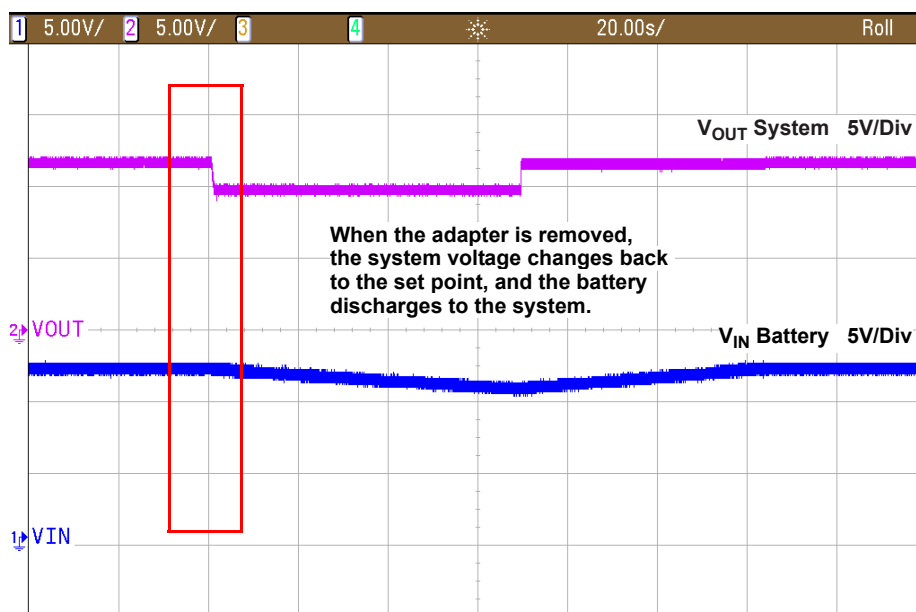 1 5.00V/ 2 5.00V/ 3 4 20.00s/ Roll
V_OUT System 5V/Div
When the adapter is removed,
the system voltage changes back
to the set point, and the battery
discharges to the system.
2 VOUT
V_IN Battery 5V/Div
1 VIN